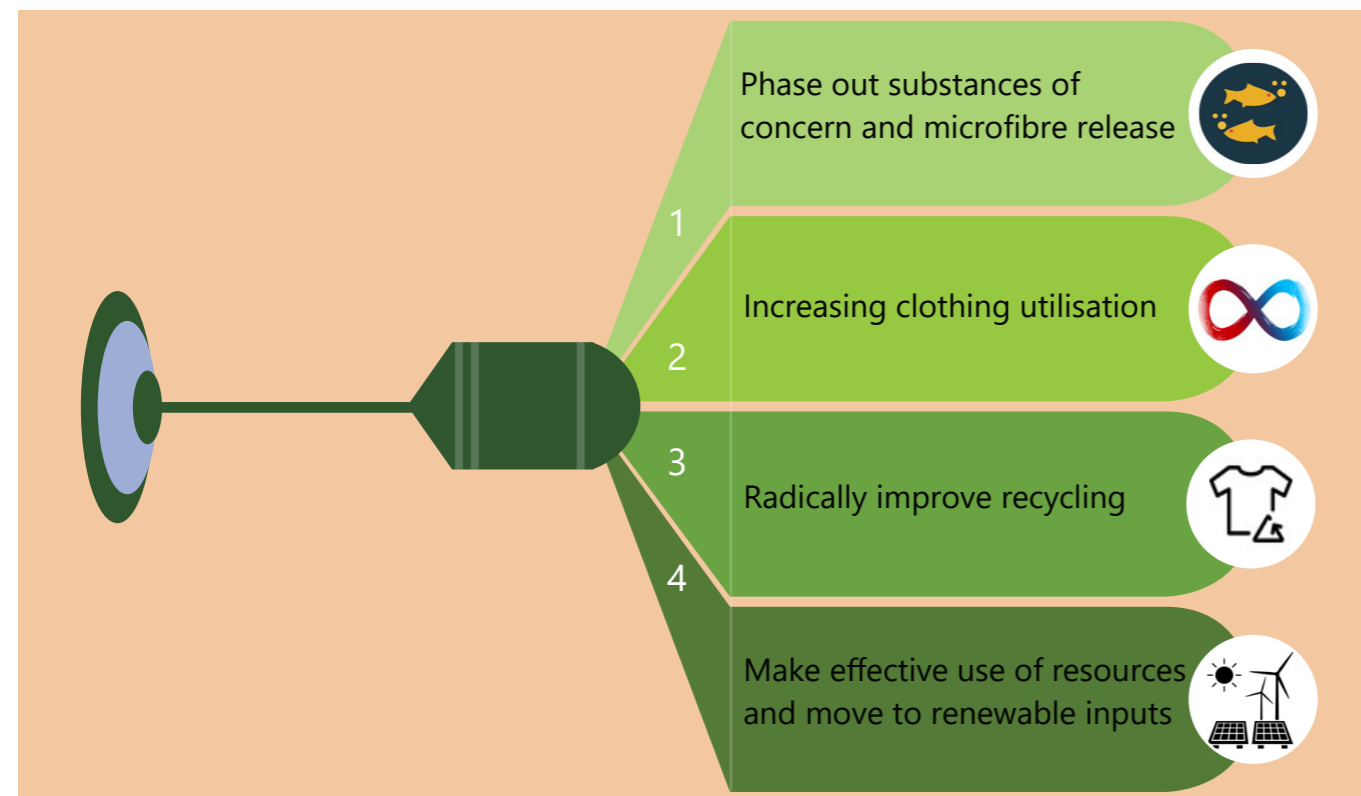 1
Phase out substances of
concern and microfibre release
2
Increasing clothing utilisation
3
Radically improve recycling
4
Make effective use of resources
and move to renewable inputs